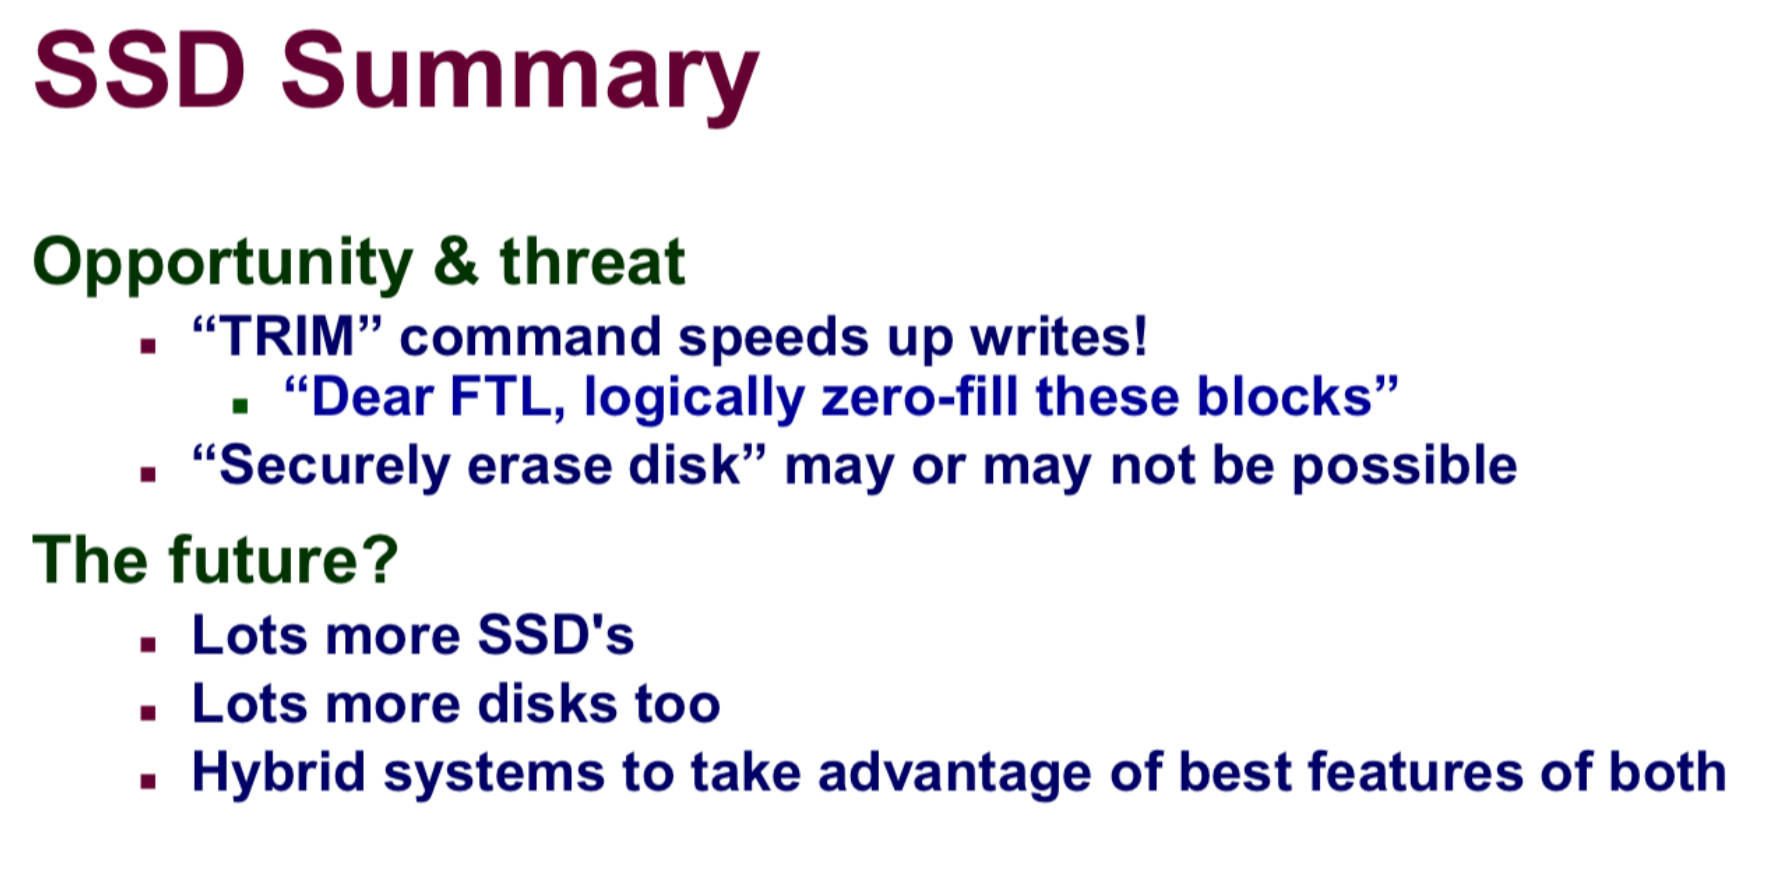 SSD Summary
Opportunity & threat
“TRIM” command speeds up writes!
“Dear FTL, logically zero-fill these blocks”
“Securely erase disk” may or may not be possible
The future?
Lots more SSD's
Lots more disks too
Hybrid systems to take advantage of best features of both